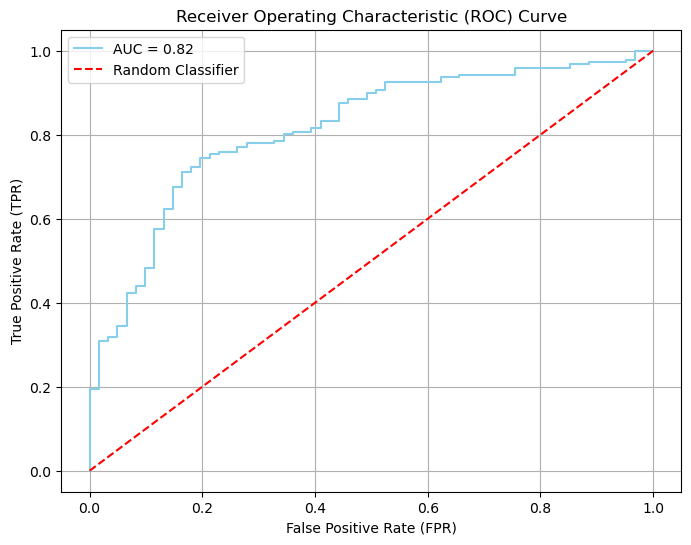 Receiver Operating Characteristic (ROC) Curve
AUC = 0.82
Random Classifier
True Positive Rate (TPR)
1.0
0.8
0.6
0.4
0.2
0.0
0.0 0.2 0.4 0.6 0.8 1.0
False Positive Rate (FPR)